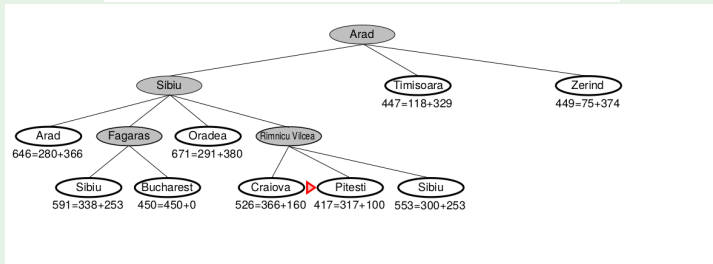 Arad
Sibiu Timisoara Zerind
447=118+329 449=75+374
Arad Fagaras Oradea Rimnicu Vilcea
646=280+366 671=291+380
Sibiu Bucharest Craiova Pitesti Sibiu
591=338+253 450=450+0 526=366+160 417=317+100 553=300+253